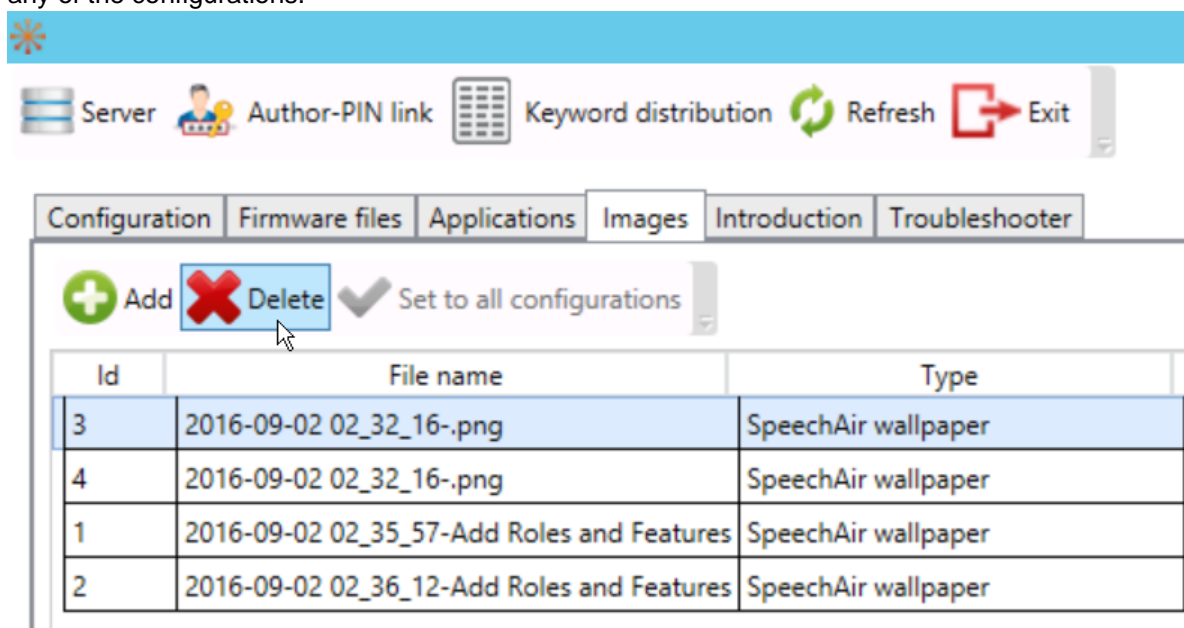 any of the configurations.
Server Author-PIN link Keyword distribution Refresh Exit
Configuration Firmware files Applications Images Introduction Troubleshooter
Add Delete Set to all configurations
Id File name Type
3 2016-09-02 02_32_16-.png SpeechAir wallpaper
4 2016-09-02 02_32_16-.png SpeechAir wallpaper
1 2016-09-02 02_35_57-Add Roles and Features SpeechAir wallpaper
2 2016-09-02 02_36_12-Add Roles and Features SpeechAir wallpaper